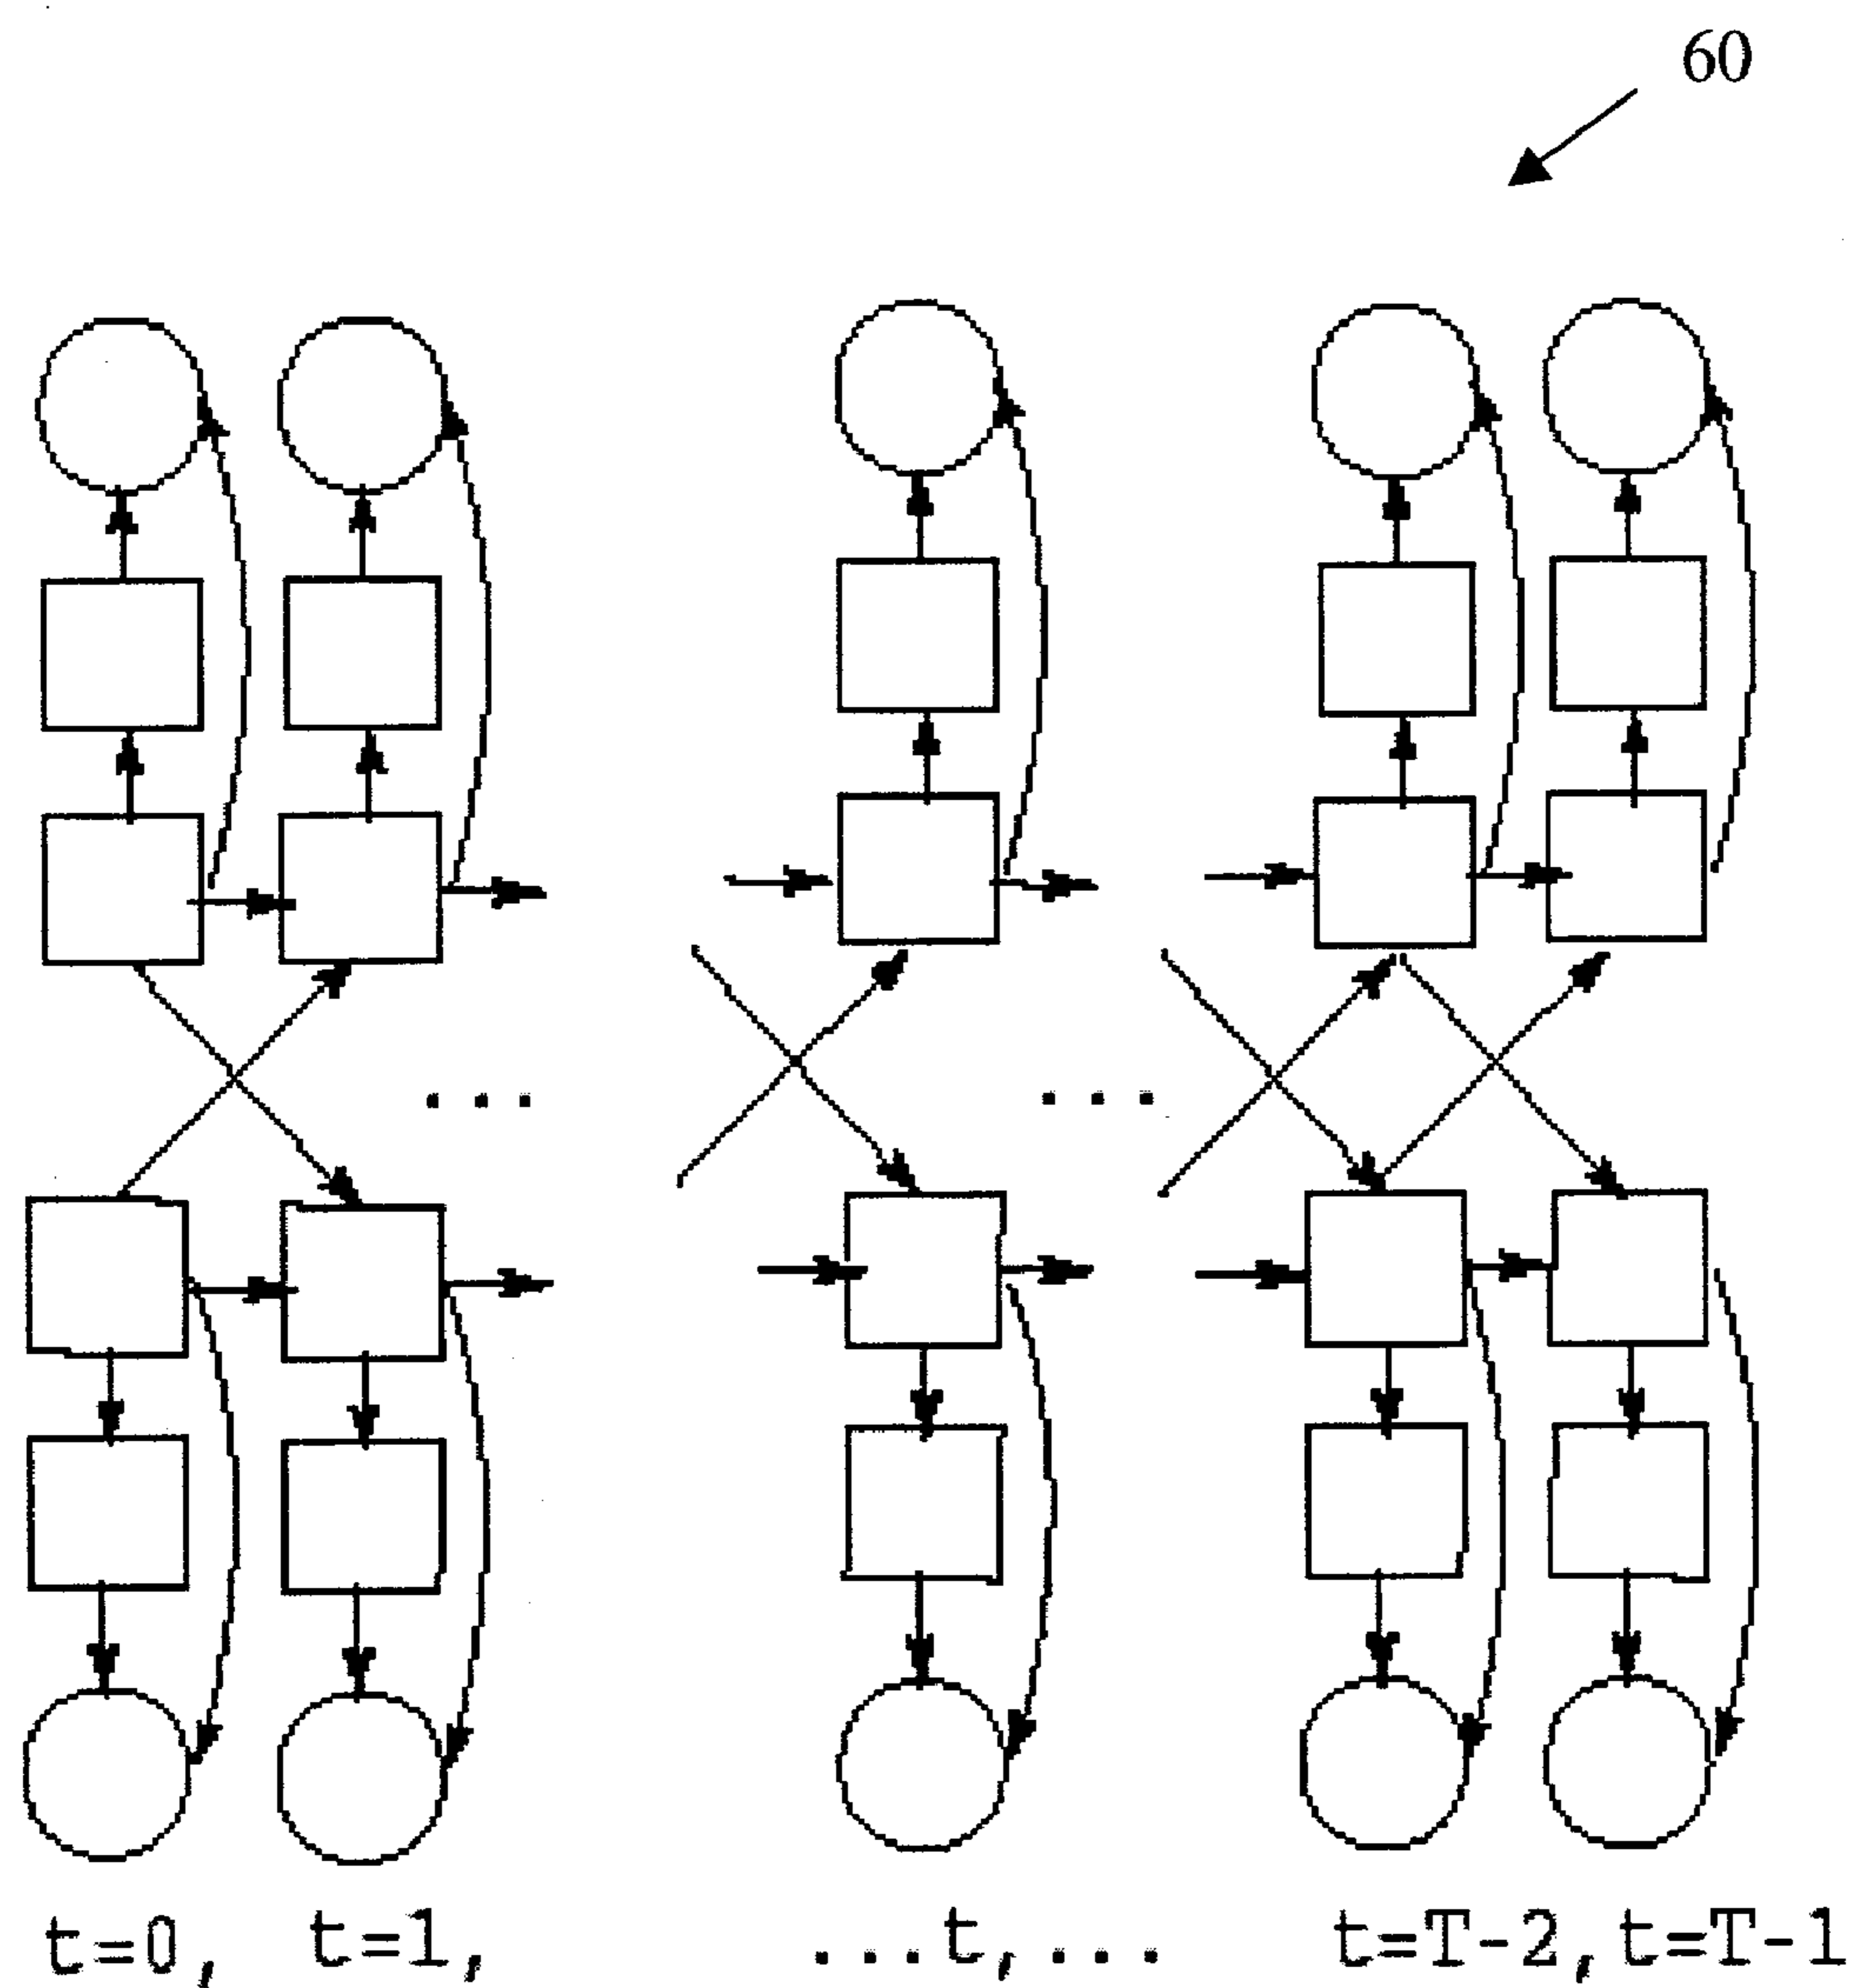 60
. . . . . .
t=0, t=1, ...t,... t=T-2,t=T-1